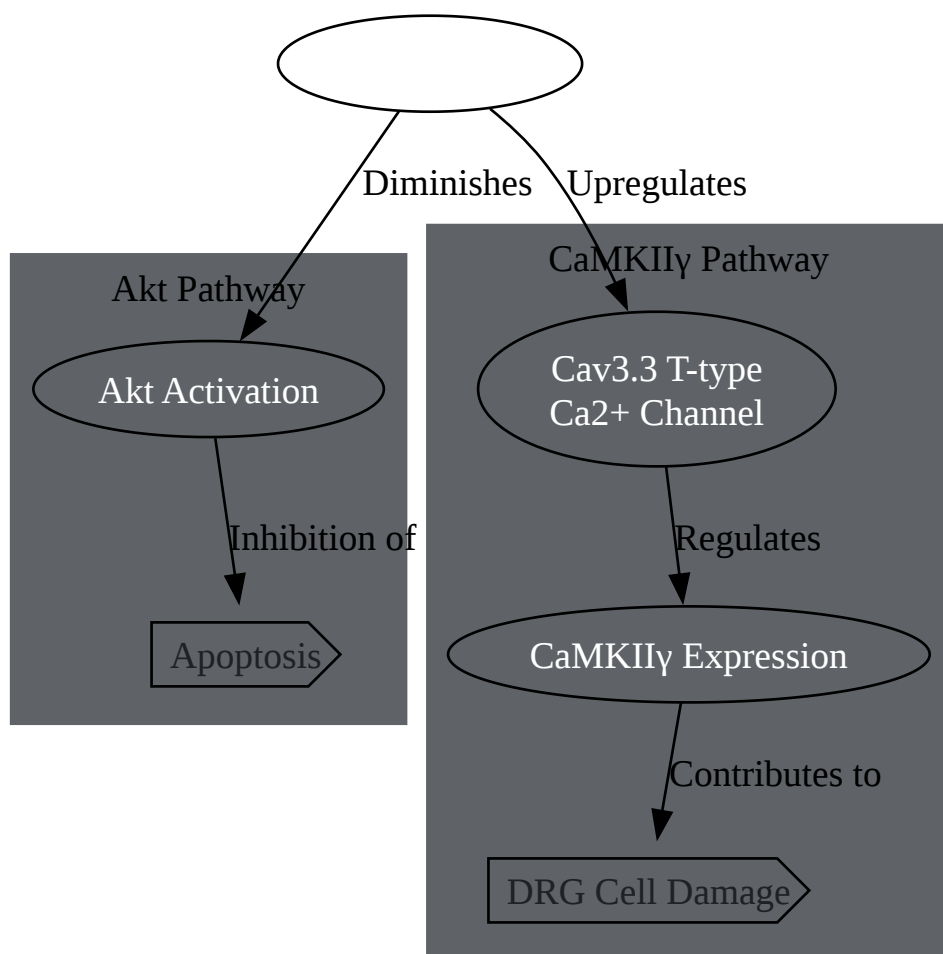 Diminishes
Upregulates
Akt Pathway
CaMKIIγ Pathway
Akt Activation
Cav3.3 T-type
Ca2+ Channel
Inhibition of
Regulates
Apoptosis
CaMKIIγ Expression
Contributes to
DRG Cell Damage